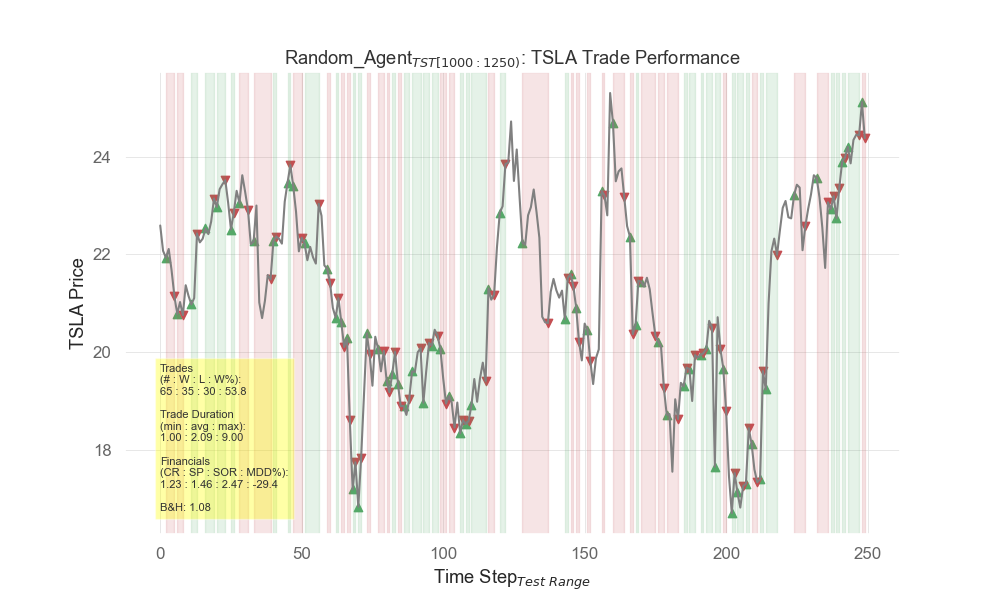 Random_Agent TST[1000:1250): TSLA Trade Performance
TSLA Price
24
22
20
18
Trades
(# : W : L : W%):
65 : 35 : 30 : 53.8
Trade Duration
(min : avg : max):
1.00 : 2.09 : 9.00
Financials
(CR : SP : SOR : MDD%):
1.23 : 1.46 : 2.47 : -29.4
B&H: 1.08
0 50 100 150 200 250
Time Step Test Range